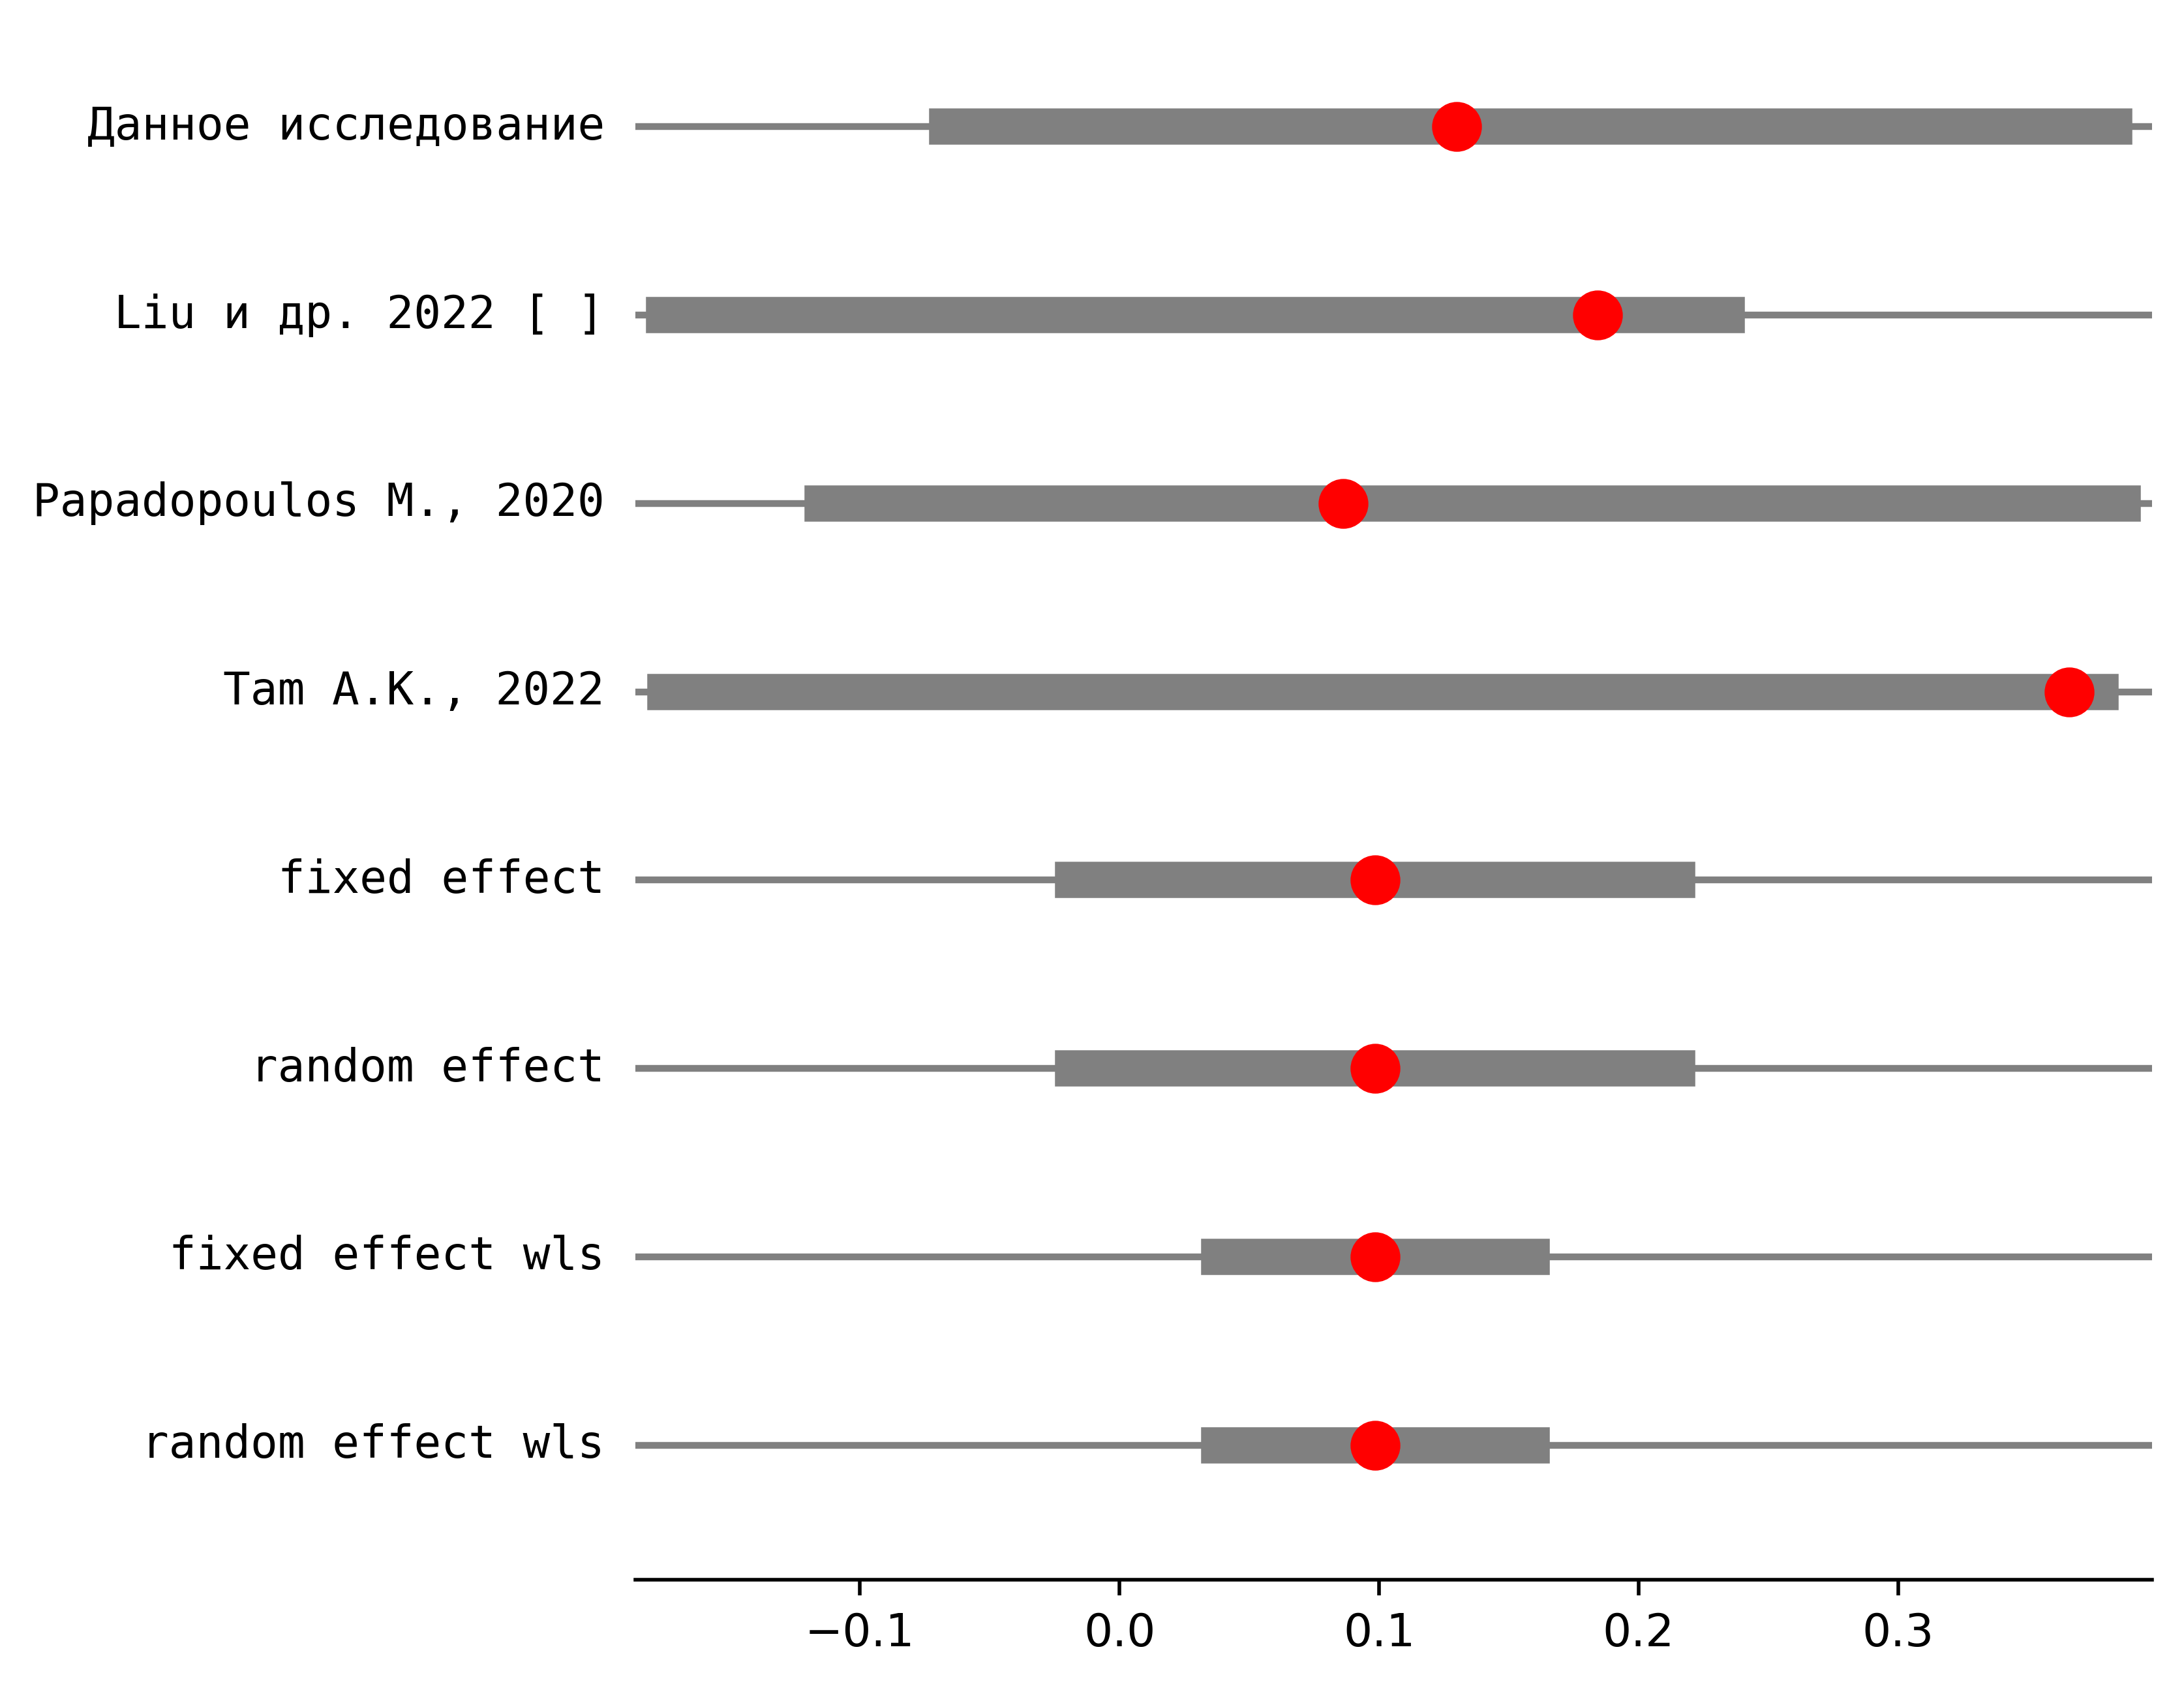 Данное исследование
Liu и др. 2022 [ ]
Papadopoulos M., 2020
Tam A.K., 2022
fixed effect
random effect
fixed effect wls
random effect wls
−0.1 0.0 0.1 0.2 0.3